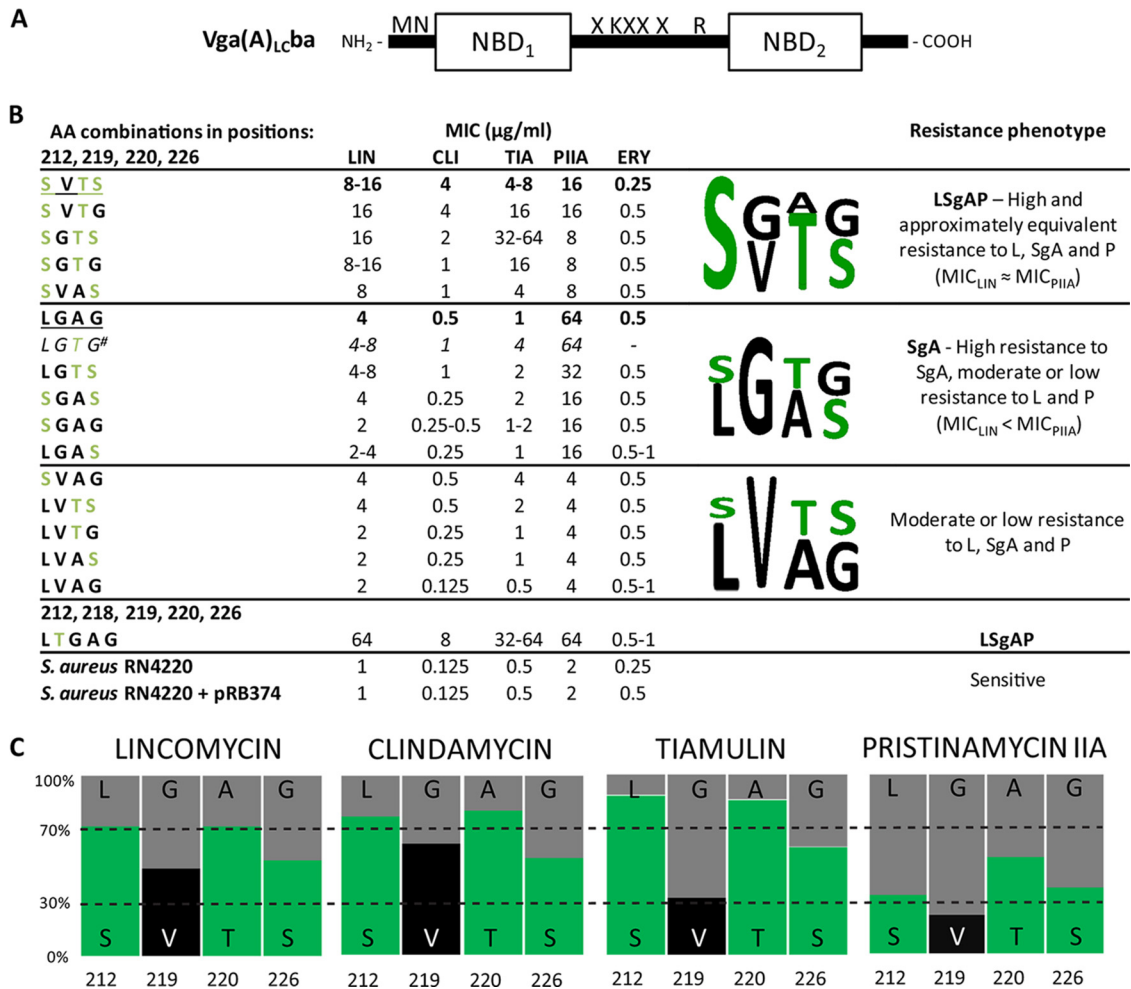 A
MN X KXX X R
Vga(A)LCba NH2 - NBD1 NBD2 - COOH
B
AA combinations in positions: MIC (µg/ml) Resistance phenotype
212, 219, 220, 226 LIN CLI TIA PIIA ERY
S V T S 8-16 4 4-8 16 0.25
S V T G 16 4 16 16 0.5
S G T S 16 2 32-64 8 0.5
S G T G 8-16 1 16 8 0.5
S V A S 8 1 4 8 0.5
S G V A T G S
LSgAP – High and
approximately equivalent
resistance to L, SgA and P
(MICLIN ≈ MICPIIA)
L G A G 4 0.5 1 64 0.5
L G T G# 4-8 1 4 64 -
L G T S 4-8 1 2 32 0.5
S G A S 4 0.25 2 16 0.5
S G A G 2 0.25-0.5 1-2 16 0.5
L G A S 2-4 0.25 1 16 0.5-1
S L G T A G S
SgA - High resistance to
SgA, moderate or low
resistance to L and P
(MICLIN < MICPIIA)
S V A G 4 0.5 4 4 0.5
L V T S 4 0.5 2 4 0.5
L V T G 2 0.25 1 4 0.5
L V A S 2 0.25 1 4 0.5
L V A G 2 0.125 0.5 4 0.5-1
S L V T A S G
Moderate or low resistance
to L, SgA and P
212, 218, 219, 220, 226
L T G A G 64 8 32-64 64 0.5-1 LSgAP
S. aureus RN4220 1 0.125 0.5 2 0.25
S. aureus RN4220 + pRB374 1 0.125 0.5 2 0.5
Sensitive
C
LINCOMYCIN CLINDAMYCIN TIAMULIN PRISTINAMYCIN IIA
100% L G A G L G A G L G A G L G A G
70%
30%
S V T S S V T S S V T S S V T S
0%
212 219 220 226 212 219 220 226 212 219 220 226 212 219 220 226